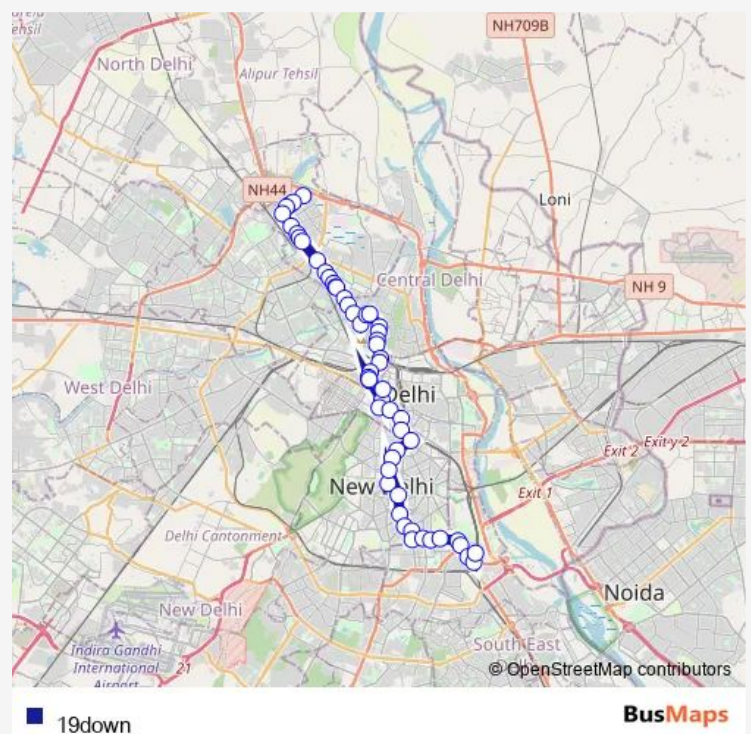 NH709B
North Delhi
Alipur Tehsil
NH44
Loni
Central Delhi
NH 9
West Delhi
Delhi
Exit 2
Exit y 2
New Delhi
Exit 1
Delhi Cantonment
Noida
New Delhi
Indira Gandhi
International
Airport
21
South East
© OpenStreetMap contributors
19down
BusMaps